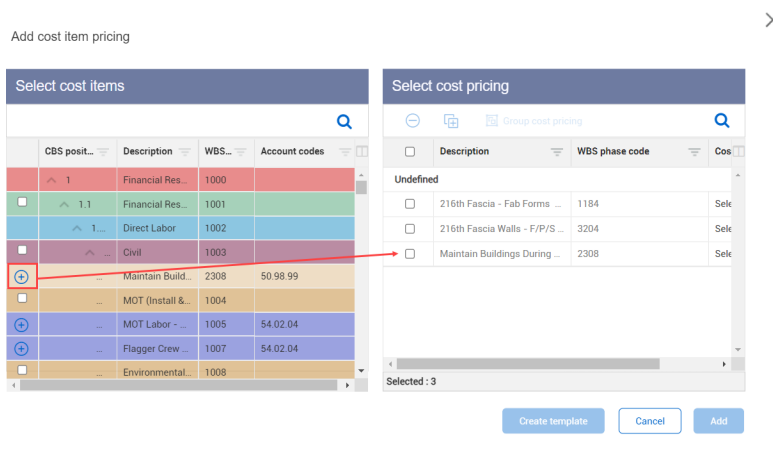 Add cost item pricing
Select cost items
Select cost pricing
Group cost pricing
CBS posit... Description WBS... Account codes
Description WBS phase code Cos
1 Financial Res... 1000
1.1 Financial Res... 1001
1.... Direct Labor 1002
... Civil 1003
... Maintain Build... 2308 50.98.99
... MOT (Install &... 1004
... MOT Labor - ... 1005 54.02.04
... Flagger Crew ... 1007 54.02.04
... Environmental... 1008
Undefined
216th Fascia - Fab Forms ... 1184 Sele
216th Fascia Walls - F/P/S ... 3204 Sele
Maintain Buildings During ... 2308 Sele
Selected : 3
Create template Cancel Add